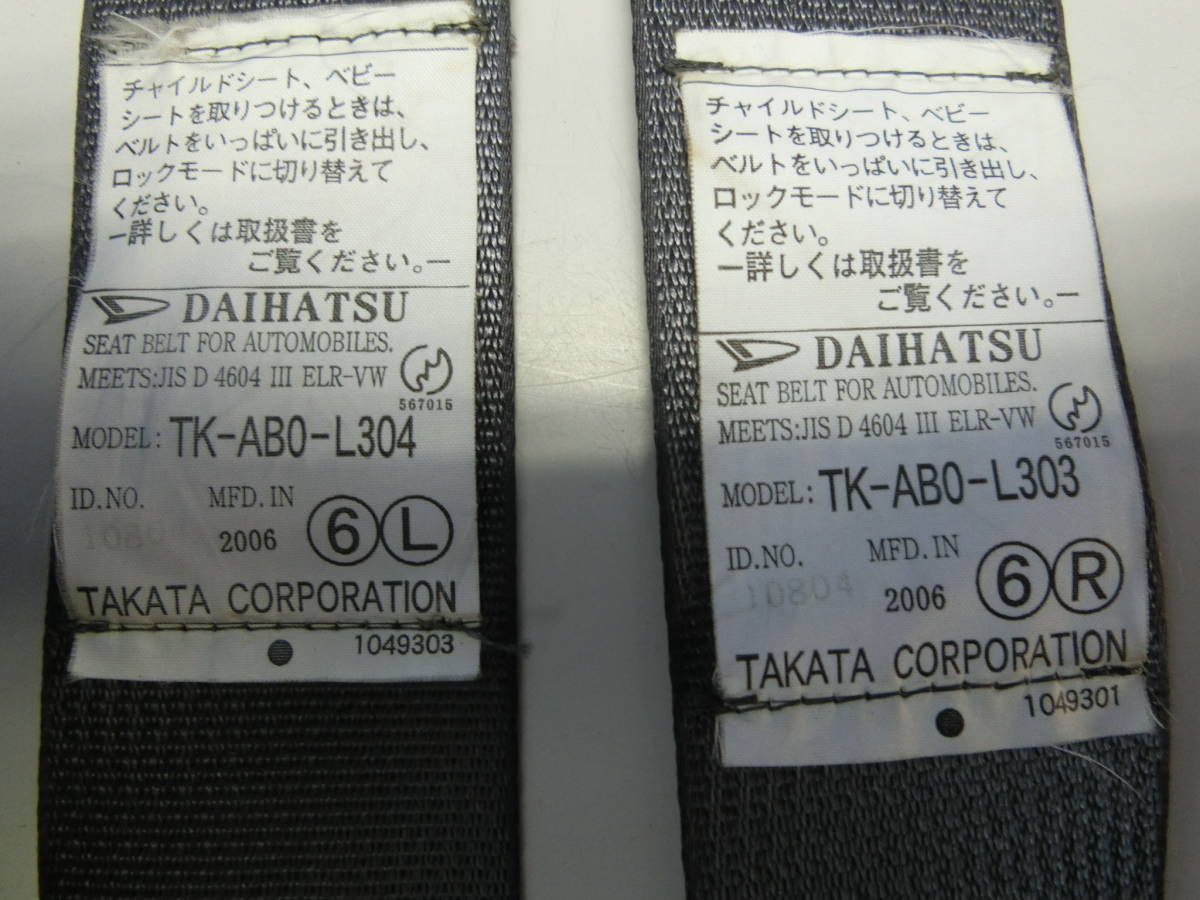 チャイルドシート、ベビー
シートを取りつけるときは、
ベルトをいっぱいに引き出し、
ロックモードに切り替えて
ください。
ー詳しくは取扱書を
ご覧ください。ー
DAIHATSU
SEAT BELT FOR AUTOMOBILES.
MEETS:JIS D 4604 III ELR-VW
567015
MODEL: TK-AB0-L304
ID.NO. MFD.IN
1080
2006 6 L
TAKATA CORPORATION
1049303
チャイルドシート、ベビー
シートを取りつけるときは、
ベルトをいっぱいに引き出し、
ロックモードに切り替えて
ください。
ー詳しくは取扱書を
ご覧ください。ー
DAIHATSU
SEAT BELT FOR AUTOMOBILES.
MEETS:JIS D 4604 III ELR-VW
567015
MODEL: TK-AB0-L303
ID.NO. MFD.IN
10804
2006 6 R
TAKATA CORPORATION
1049301